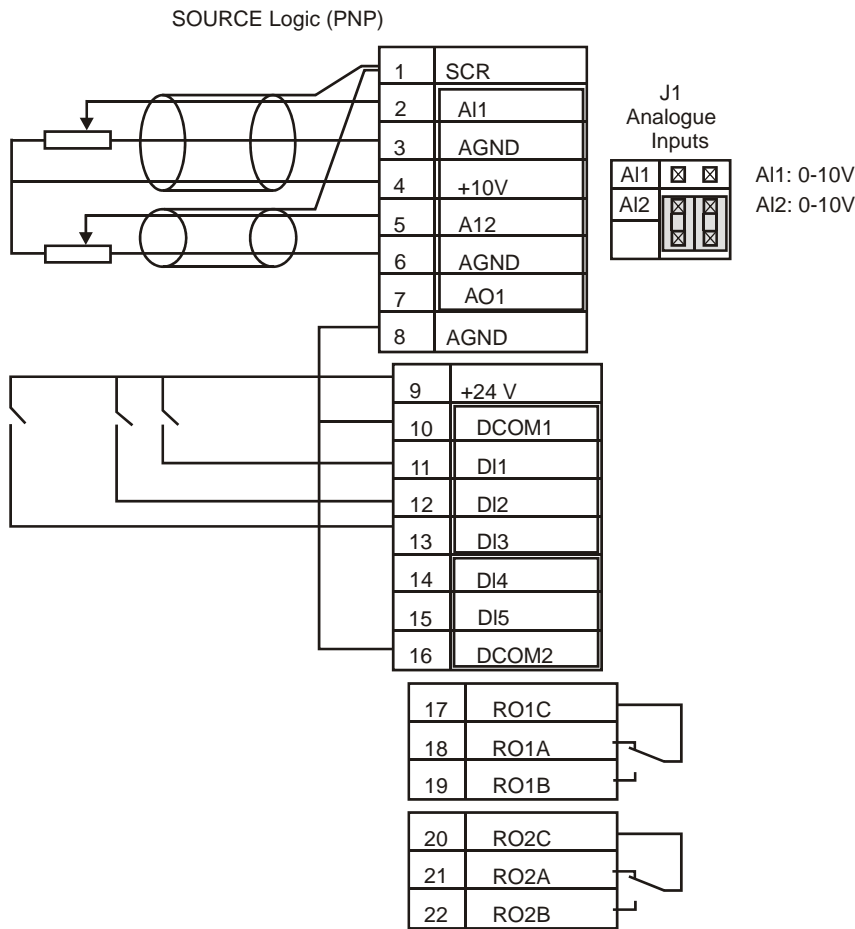 SOURCE Logic (PNP)
1 SCR
2 AI1
3 AGND
4 +10V
5 A12
6 AGND
7 AO1
8 AGND
J1
Analogue
Inputs
AI1 AI1: 0-10V
AI2 AI2: 0-10V
9 +24 V
10 DCOM1
11 DI1
12 DI2
13 DI3
14 DI4
15 DI5
16 DCOM2
17 RO1C
18 RO1A
19 RO1B
20 RO2C
21 RO2A
22 RO2B